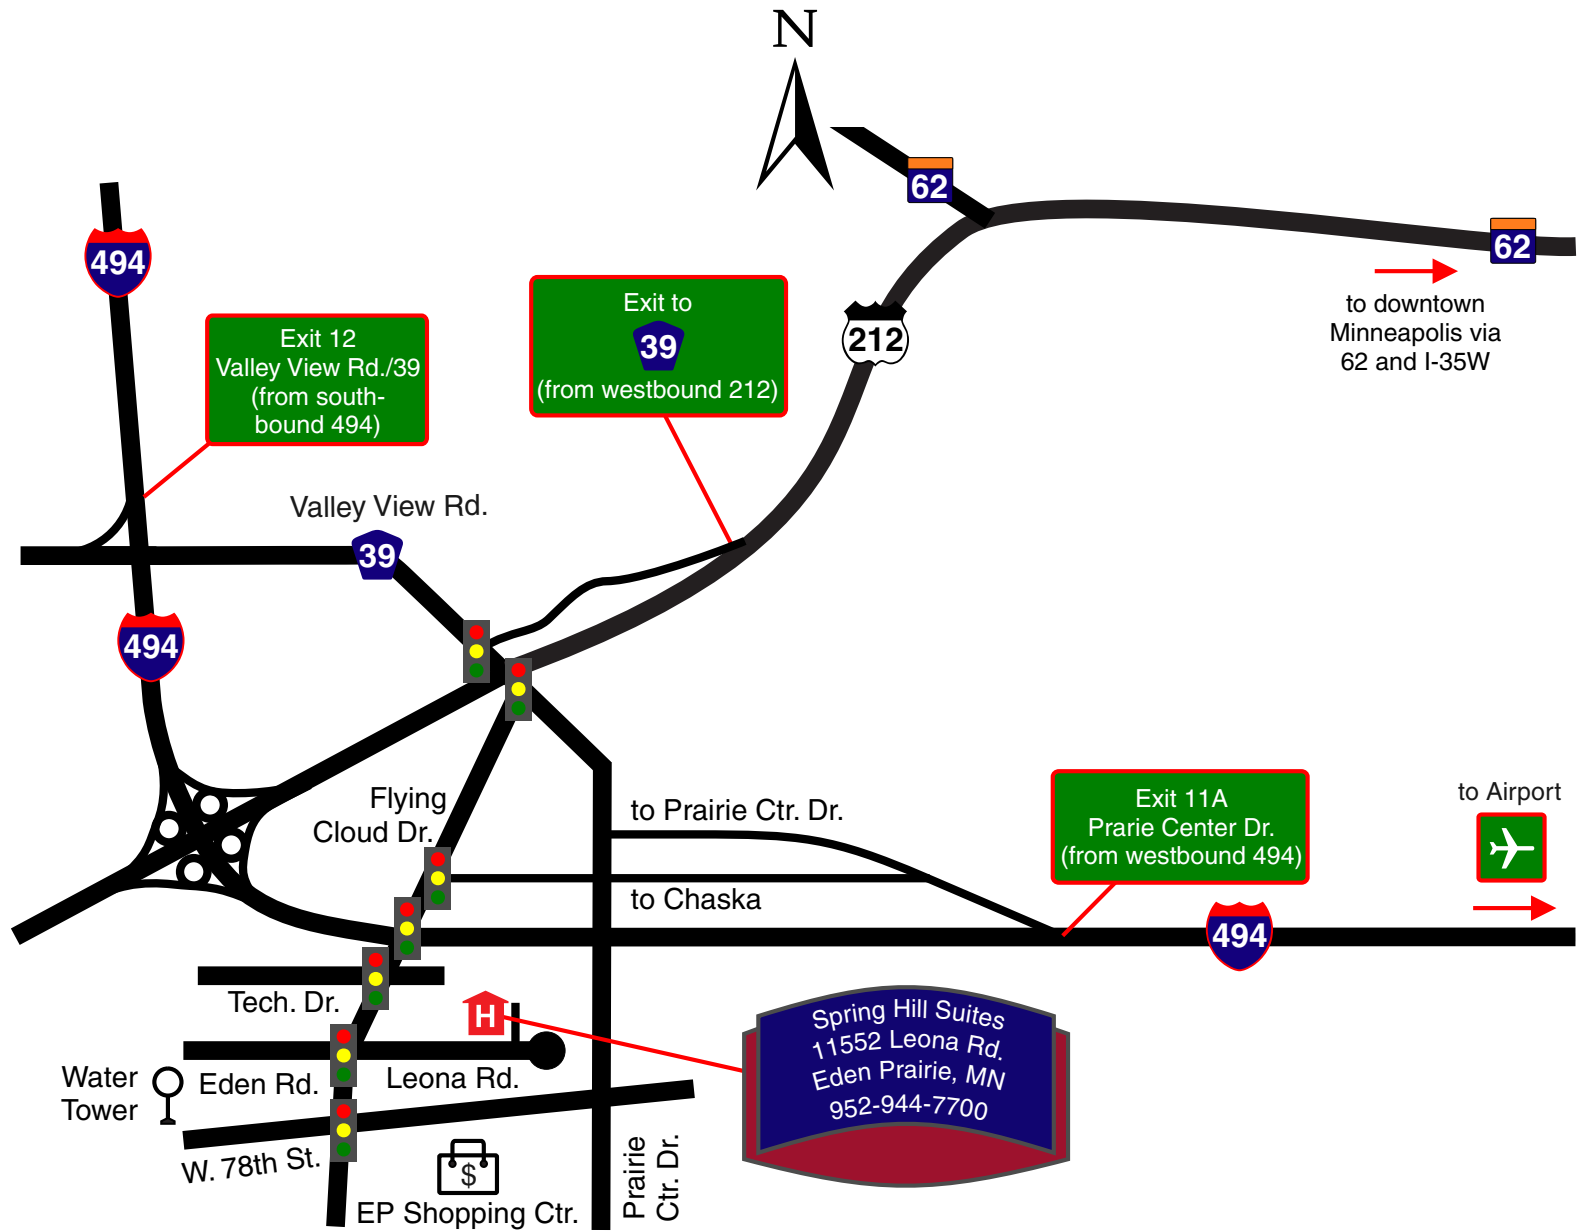 N
62
62
to downtown
Minneapolis via
62 and I-35W
494
Exit 12
Valley View Rd./39
(from south-
bound 494)
Exit to
39
(from westbound 212)
212
Valley View Rd.
39
494
Flying
Cloud Dr.
to Prairie Ctr. Dr.
to Chaska
Exit 11A
Prarie Center Dr.
(from westbound 494)
to Airport
494
Tech. Dr.
H
Spring Hill Suites
11552 Leona Rd.
Eden Prairie, MN
952-944-7700
Water
Tower
Eden Rd.
Leona Rd.
W. 78th St.
$
EP Shopping Ctr.
Prairie
Ctr. Dr.